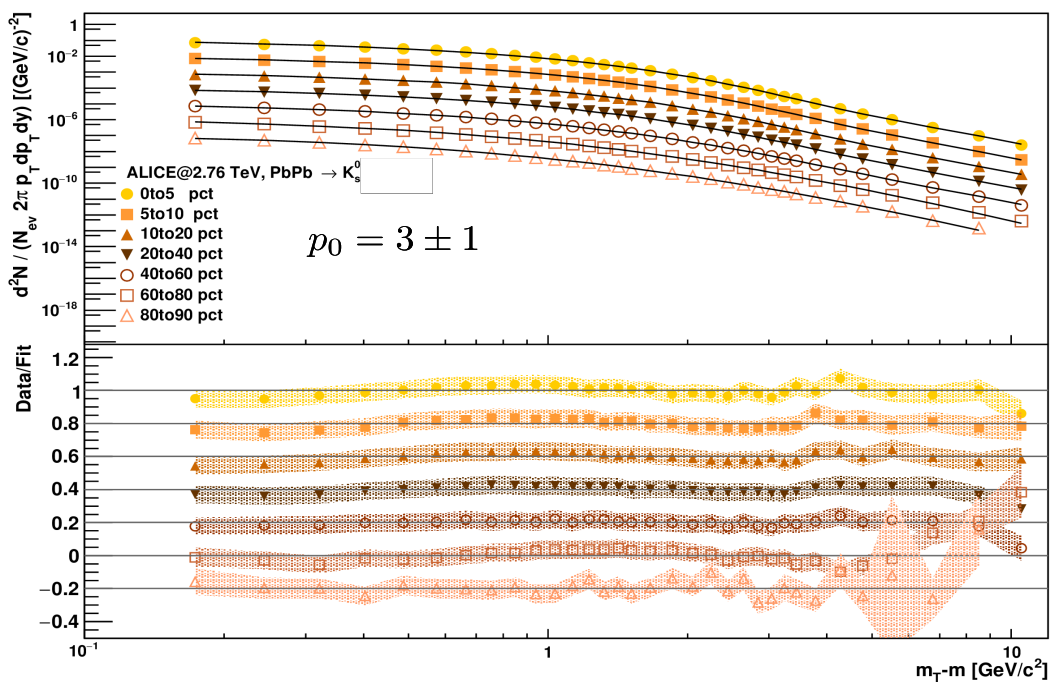 d²N / (N_ev 2π p_T dp_T dy) [(GeV/c)⁻²]
1
10⁻²
10⁻⁶
10⁻¹⁰
10⁻¹⁴
10⁻¹⁸
ALICE@2.76 TeV, PbPb → K⁰_s
0to5 pct
5to10 pct
10to20 pct
20to40 pct
40to60 pct
60to80 pct
80to90 pct
p₀ = 3 ± 1
Data/Fit
1.2
1
0.8
0.6
0.4
0.2
0
−0.2
−0.4
10⁻¹ 1 10
m_T-m [GeV/c²]